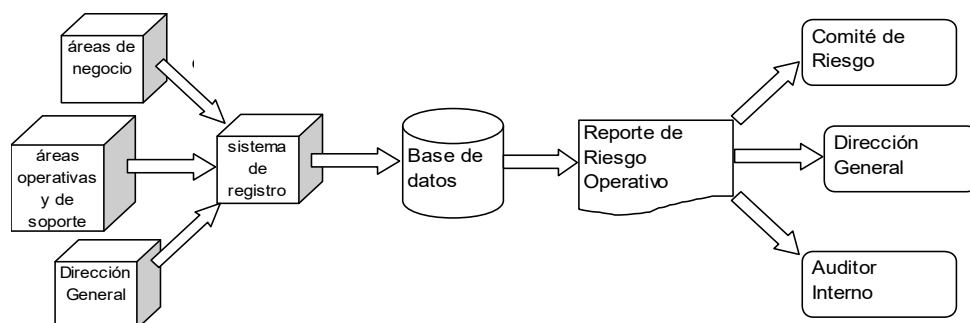 áreas de
negocio
áreas
operativas
y de
soporte
Dirección
General
sistema
de
registro
Base de
datos
Reporte de
Riesgo
Operativo
Comité de
Riesgo
Dirección
General
Auditor
Interno